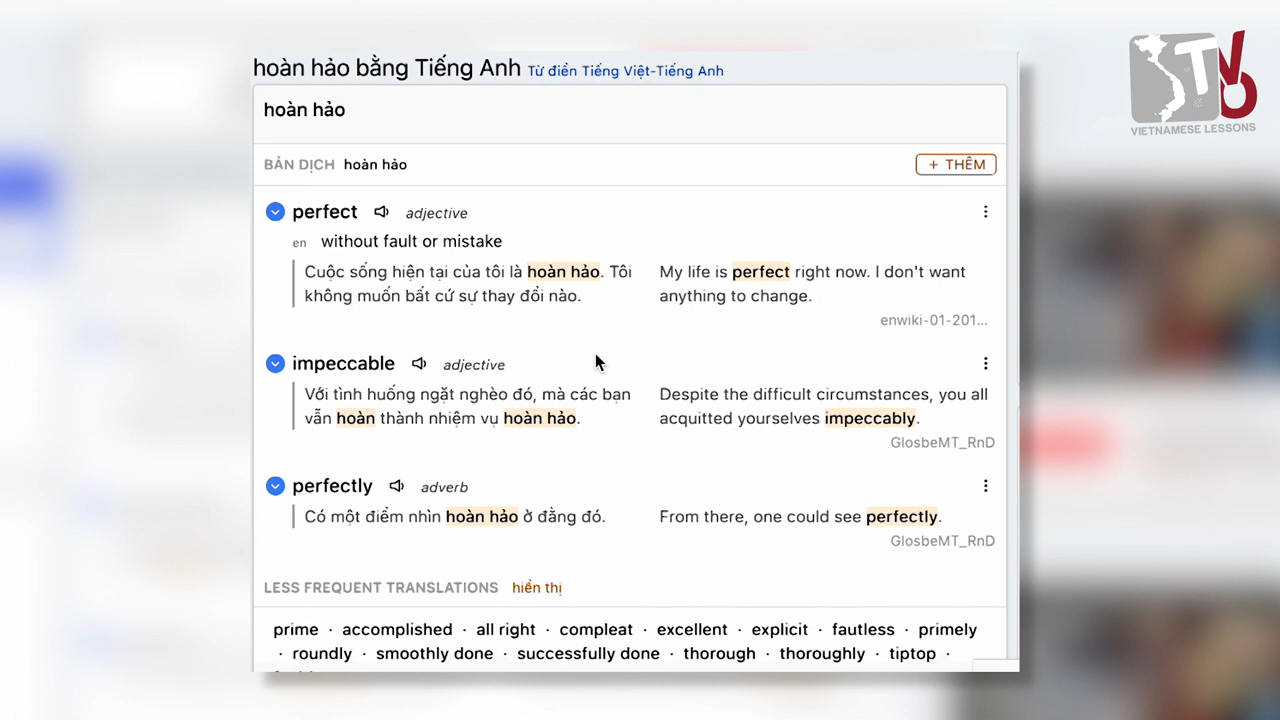 TVO
VIETNAMESE LESSONS
hoàn hảo bằng Tiếng Anh Từ điển Tiếng Việt-Tiếng Anh
hoàn hảo
BẢN DỊCH hoàn hảo
+ THÊM
perfect adjective
en without fault or mistake
Cuộc sống hiện tại của tôi là hoàn hảo. Tôi
không muốn bất cứ sự thay đổi nào.
My life is perfect right now. I don't want
anything to change.
enwiki-01-201...
impeccable adjective
Với tình huống ngặt nghèo đó, mà các bạn
vẫn hoàn thành nhiệm vụ hoàn hảo.
Despite the difficult circumstances, you all
acquitted yourselves impeccably.
GlosbeMT_RnD
perfectly adverb
Có một điểm nhìn hoàn hảo ở đằng đó.
From there, one could see perfectly.
GlosbeMT_RnD
LESS FREQUENT TRANSLATIONS hiển thị
prime · accomplished · all right · compleat · excellent · explicit · fautless · primely
· roundly · smoothly done · successfully done · thorough · thoroughly · tiptop ·